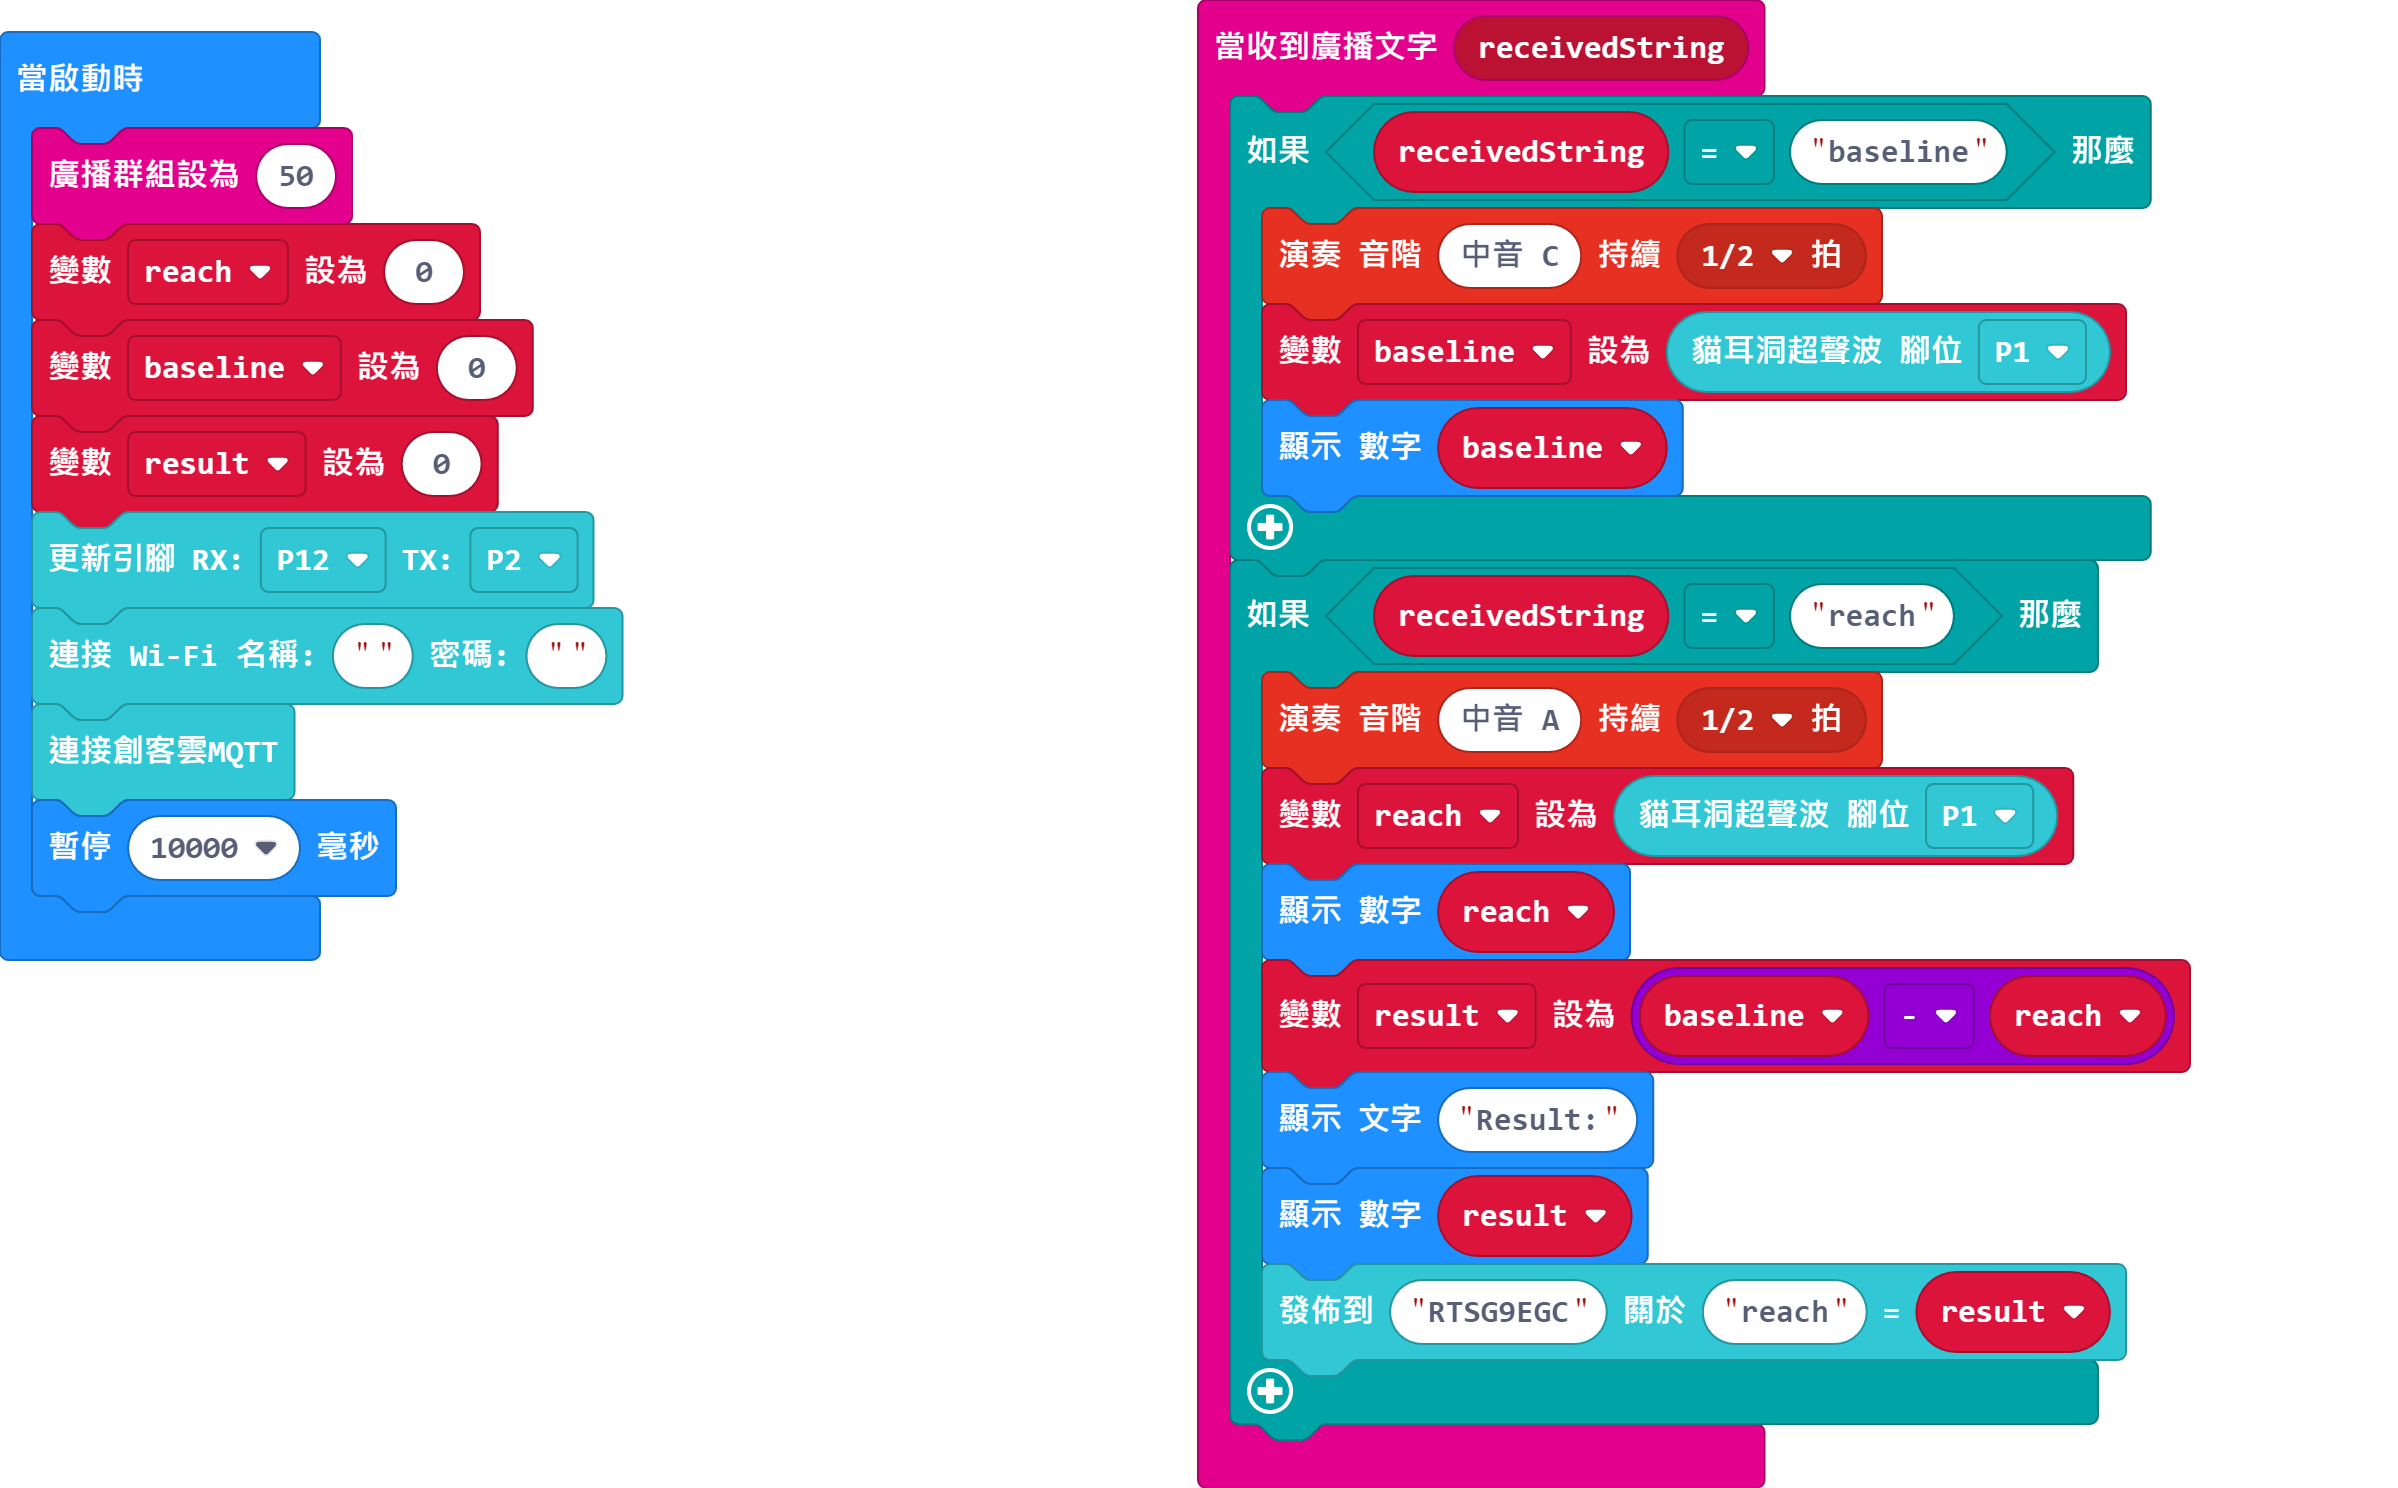 當啟動時
廣播群組設為 50
變數 reach 設為 0
變數 baseline 設為 0
變數 result 設為 0
更新引腳 RX: P12 TX: P2
連接 Wi-Fi 名稱: "" 密碼: ""
連接創客雲MQTT
暫停 10000 毫秒
當收到廣播文字 receivedString
如果 receivedString = "baseline" 那麼
演奏 音階 中音 C 持續 1/2 拍
變數 baseline 設為 貓耳洞超聲波 腳位 P1
顯示 數字 baseline
如果 receivedString = "reach" 那麼
演奏 音階 中音 A 持續 1/2 拍
變數 reach 設為 貓耳洞超聲波 腳位 P1
顯示 數字 reach
變數 result 設為 baseline - reach
顯示 文字 "Result:"
顯示 數字 result
發佈到 "RTSG9EGC" 關於 "reach" = result